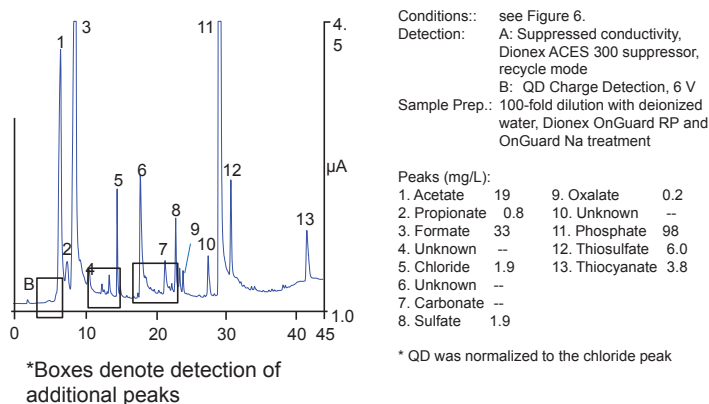 1
3
11
4.
5
µA
5
6
12
8
9
2
7
10
13
B
4
1.0
0
10
20
30
40 45
*Boxes denote detection of
additional peaks
Conditions:: see Figure 6.
Detection: A: Suppressed conductivity,
Dionex ACES 300 suppressor,
recycle mode
B: QD Charge Detection, 6 V
Sample Prep.: 100-fold dilution with deionized
water, Dionex OnGuard RP and
OnGuard Na treatment
Peaks (mg/L):
1. Acetate 19 9. Oxalate 0.2
2. Propionate 0.8 10. Unknown --
3. Formate 33 11. Phosphate 98
4. Unknown -- 12. Thiosulfate 6.0
5. Chloride 1.9 13. Thiocyanate 3.8
6. Unknown --
7. Carbonate --
8. Sulfate 1.9
* QD was normalized to the chloride peak